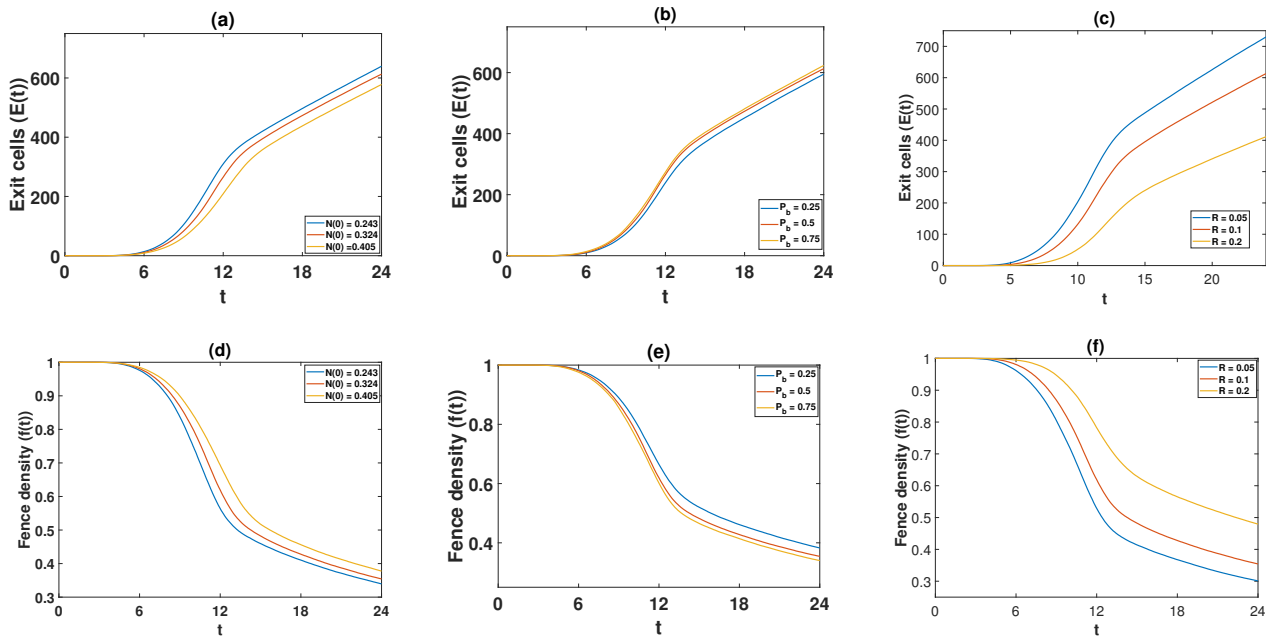 (a)
Exit cells (E(t))
600
400
200
0
0 6 12 18 24
t
N(0) = 0.243
N(0) = 0.324
N(0) =0.405
(b)
Exit cells (E(t))
600
400
200
0
0 6 12 18 24
t
P_b = 0.25
P_b = 0.5
P_b = 0.75
(c)
Exit cells (E(t))
700
600
500
400
300
200
100
0
0 5 10 15 20
t
R = 0.05
R = 0.1
R = 0.2
(d)
Fence density (f(t))
1
0.9
0.8
0.7
0.6
0.5
0.4
0.3
0 6 12 18 24
t
N(0) = 0.243
N(0) = 0.324
N(0) = 0.405
(e)
Fence density (f(t))
1
0.8
0.6
0.4
0 6 12 18 24
t
P_b = 0.25
P_b = 0.5
P_b = 0.75
(f)
Fence density (f(t))
1
0.9
0.8
0.7
0.6
0.5
0.4
0.3
0 6 12 18 24
t
R = 0.05
R = 0.1
R = 0.2